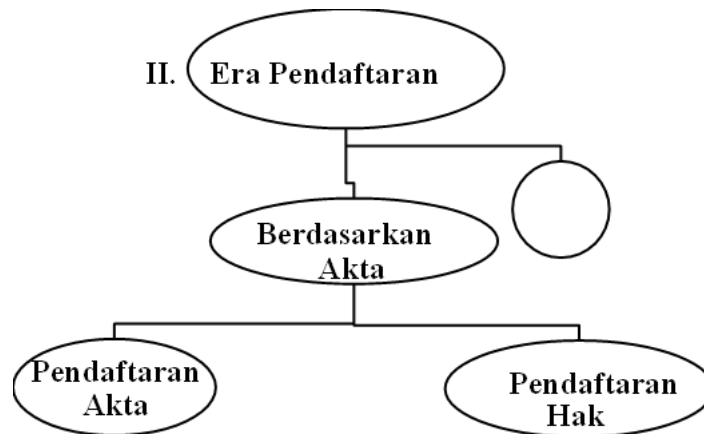 II. Era Pendaftaran
Berdasarkan
Akta
Pendaftaran
Akta
Pendaftaran
Hak